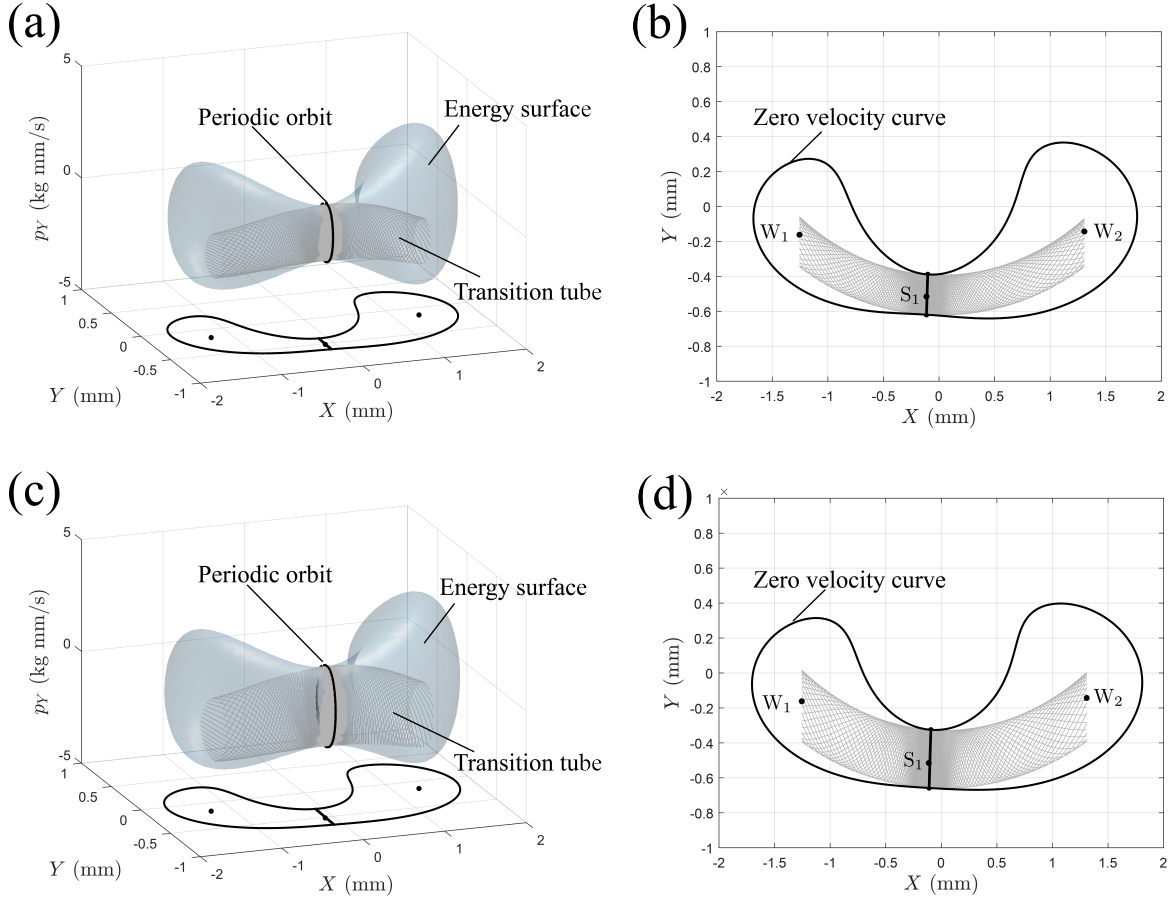 (a)
5
0
-5
p_Y (kg mm/s)
Periodic orbit
Energy surface
Transition tube
1
0.5
0
-0.5
-1
Y (mm)
-2
-1
0
1
2
X (mm)
(b)
1
0.8
0.6
0.4
0.2
0
-0.2
-0.4
-0.6
-0.8
-1
Y (mm)
Zero velocity curve
W₁
W₂
S₁
-2
-1.5
-1
-0.5
0
0.5
1
1.5
2
X (mm)
(c)
5
0
-5
p_Y (kg mm/s)
Periodic orbit
Energy surface
Transition tube
1
0.5
0
-0.5
-1
Y (mm)
-2
-1
0
1
2
X (mm)
(d)
×
1
0.8
0.6
0.4
0.2
0
-0.2
-0.4
-0.6
-0.8
-1
Y (mm)
Zero velocity curve
W₁
W₂
S₁
-2
-1.5
-1
-0.5
0
0.5
1
1.5
2
X (mm)